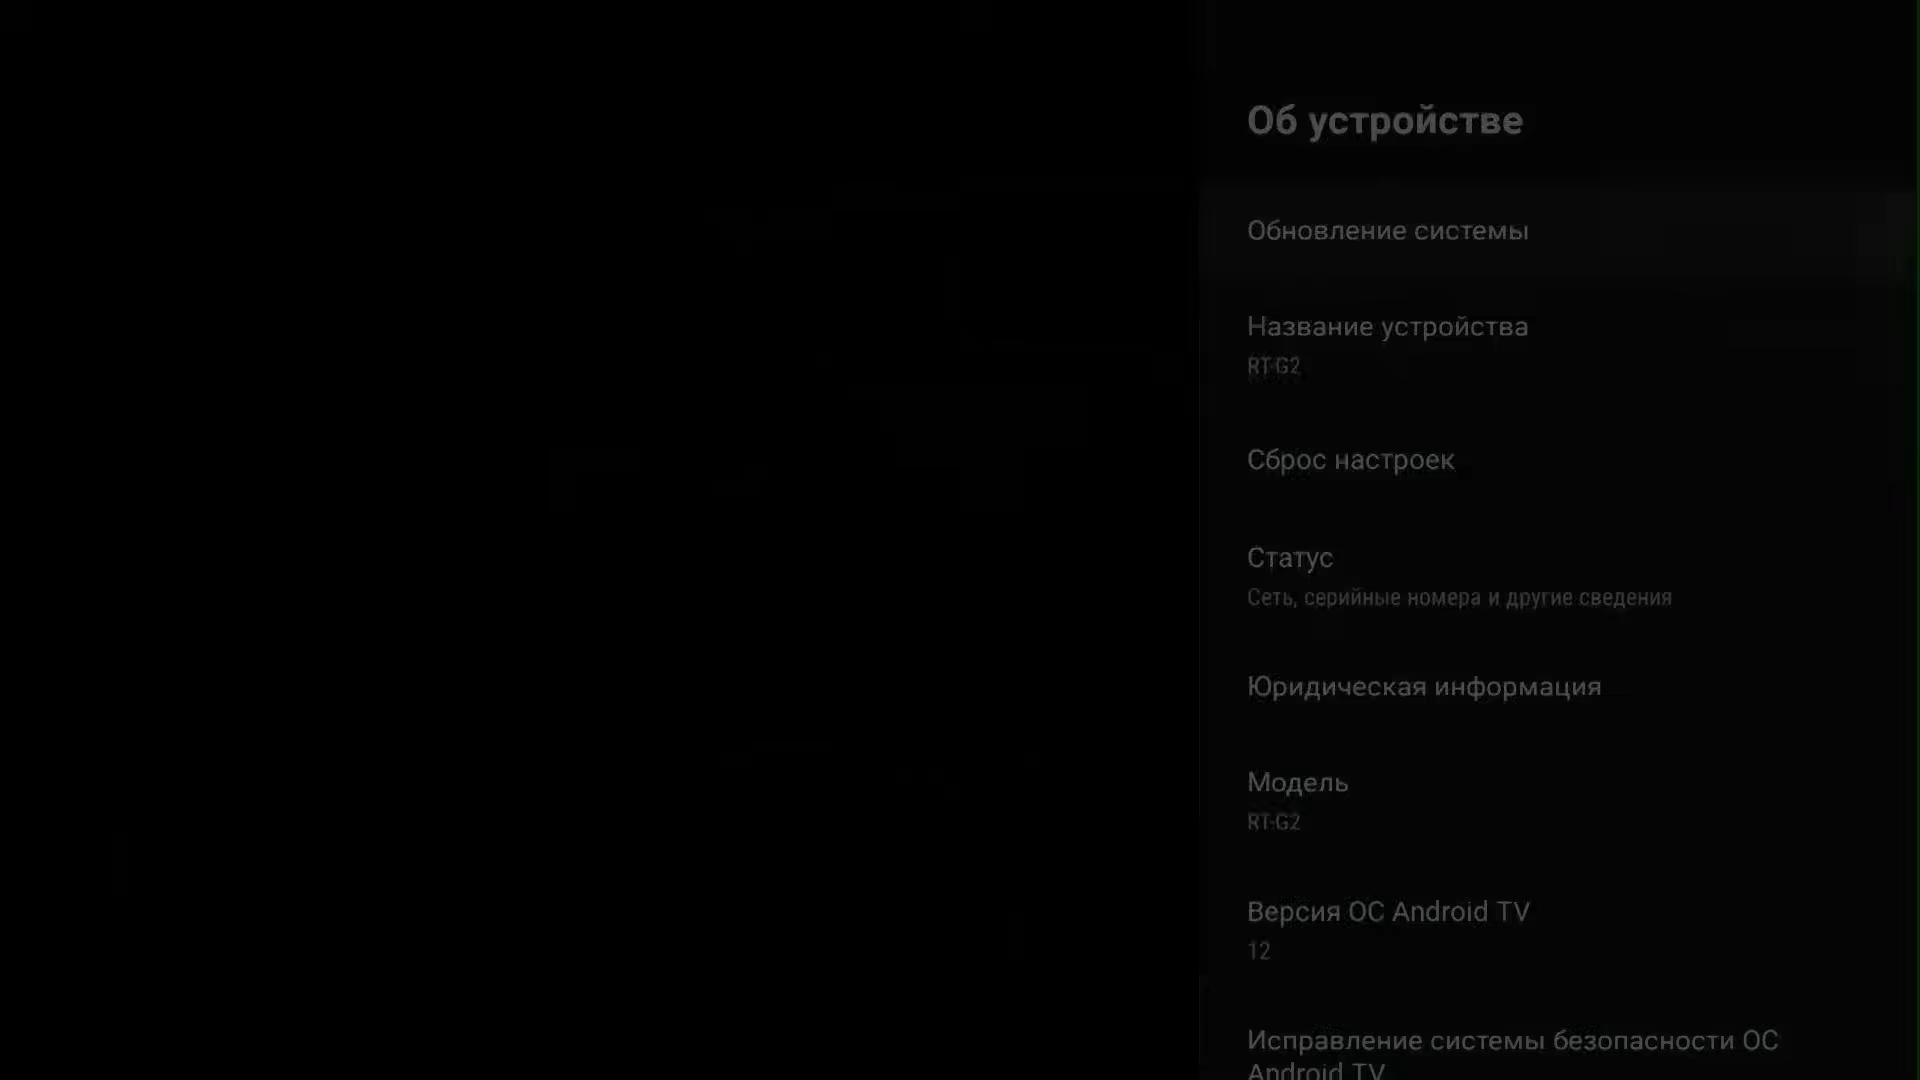 Об устройстве
Обновление системы
Название устройства
RT-G2
Сброс настроек
Статус
Сеть, серийные номера и другие сведения
Юридическая информация
Модель
RT-G2
Версия ОС Android TV
12
Исправление системы безопасности ОС
Android TV